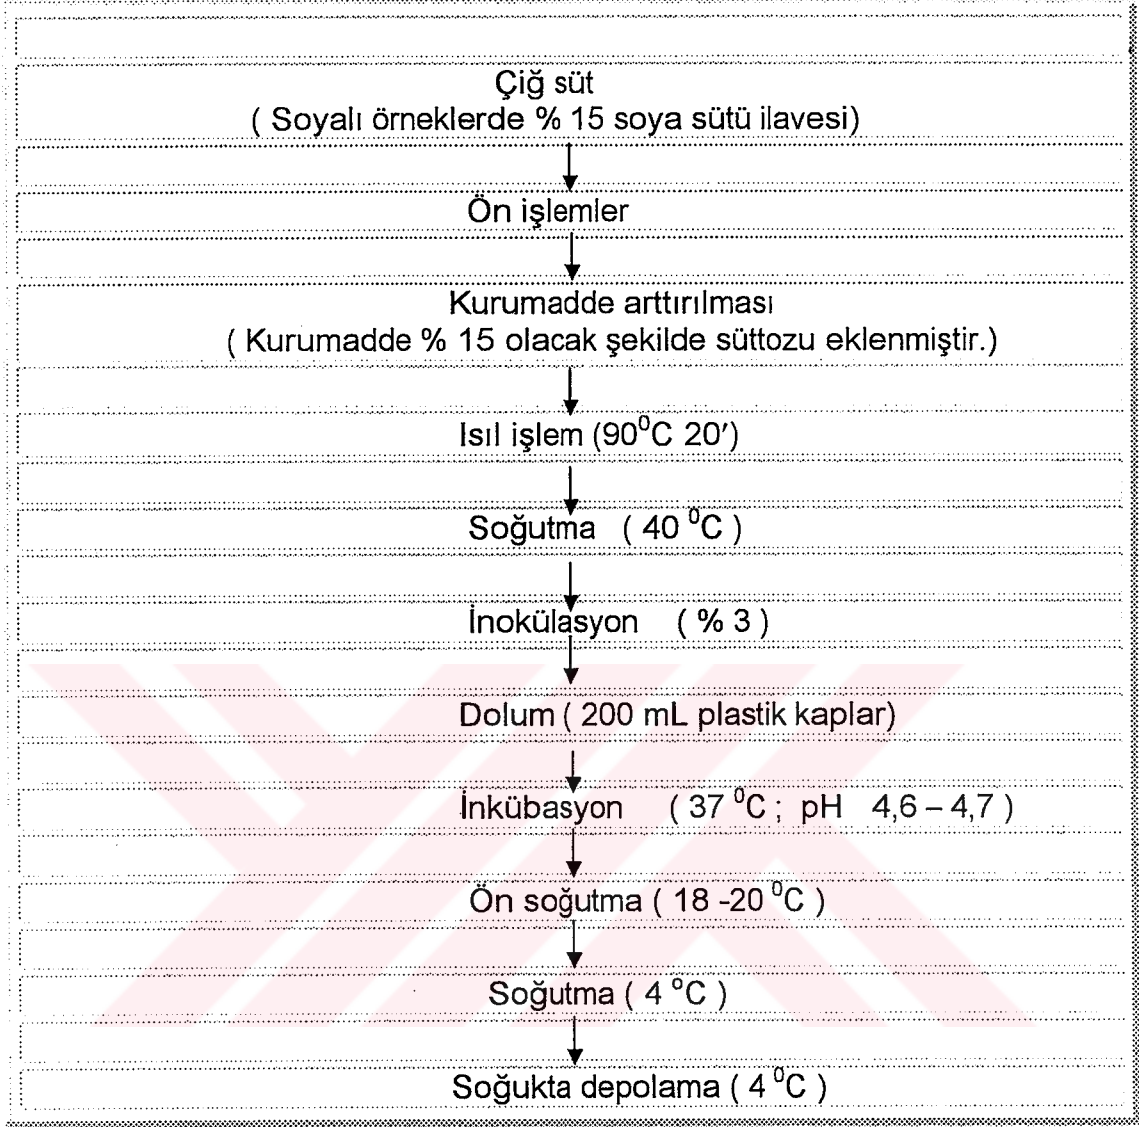 Çiğ süt
( Soyalı örneklerde % 15 soya sütü ilavesi)
Ön işlemler
Kurumadde arttırılması
( Kurumadde % 15 olacak şekilde süttozu eklenmiştir.)
Isıl işlem (90⁰C 20′)
Soğutma ( 40 ⁰C )
İnokülasyon ( % 3 )
Dolum ( 200 mL plastik kaplar)
İnkübasyon ( 37 ⁰C ; pH 4,6 – 4,7 )
Ön soğutma ( 18 -20 ⁰C )
Soğutma ( 4 ⁰C )
Soğukta depolama ( 4 ⁰C )